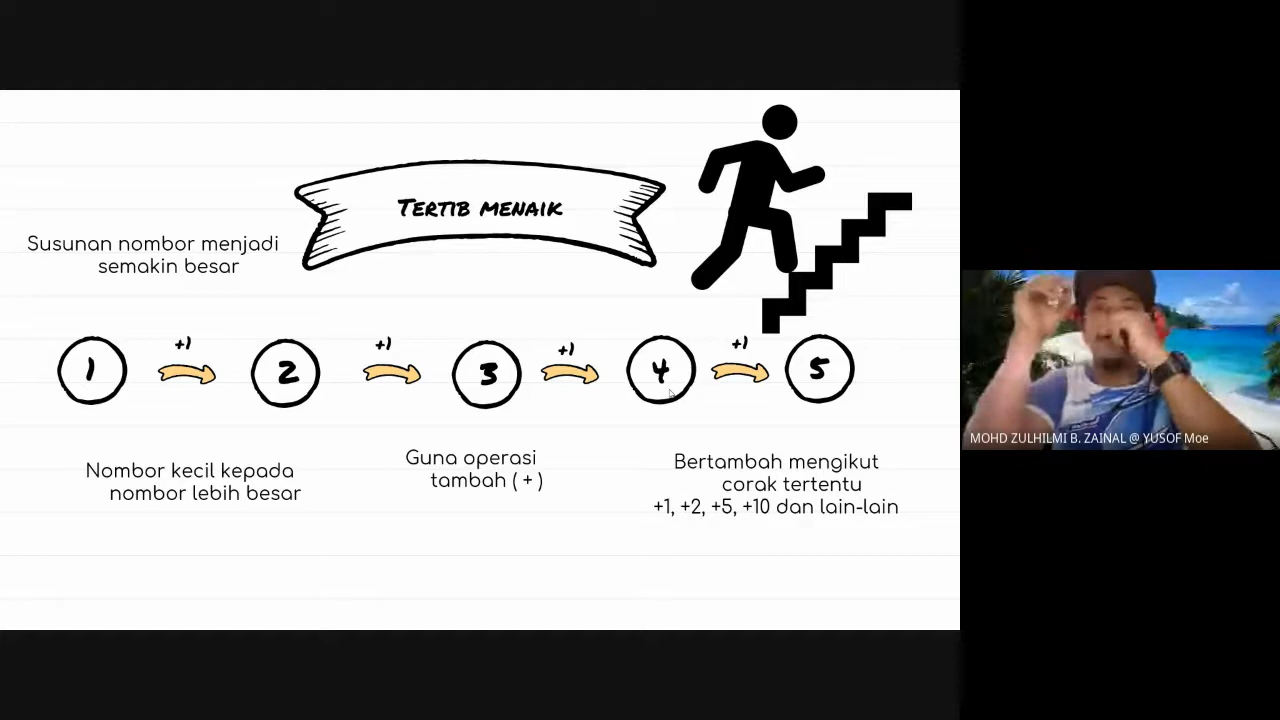 TERTIB MENAIK
Susunan nombor menjadi
semakin besar
+1 +1 +1 +1
1 2 3 4 5
Nombor kecil kepada
nombor lebih besar
Guna operasi
tambah ( + )
Bertambah mengikut
corak tertentu
+1, +2, +5, +10 dan lain-lain
MOHD ZULHILMI B. ZAINAL @ YUSOF Moe